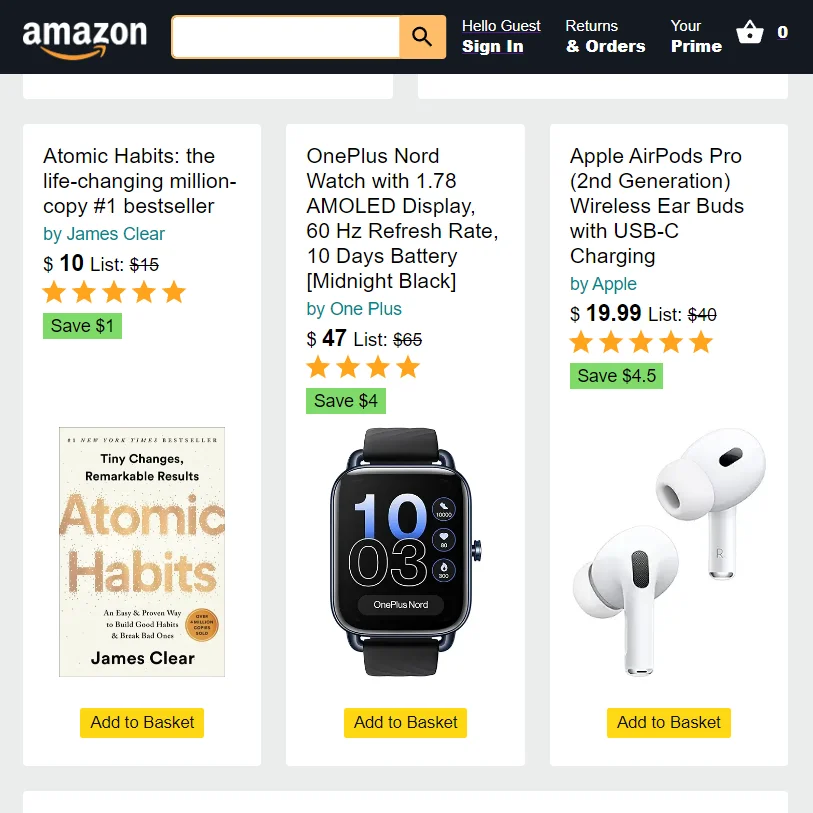 amazon
Hello Guest
Sign In
Returns
& Orders
Your
Prime
0
Atomic Habits: the
life-changing million-
copy #1 bestseller
by James Clear
$ 10 List: $15
Save $1
#1 NEW YORK TIMES BESTSELLER
Tiny Changes,
Remarkable Results
Atomic
Habits
An Easy & Proven Way
to Build Good Habits
& Break Bad Ones
OVER
4 MILLION
COPIES
SOLD
James Clear
Add to Basket
OnePlus Nord
Watch with 1.78
AMOLED Display,
60 Hz Refresh Rate,
10 Days Battery
[Midnight Black]
by One Plus
$ 47 List: $65
Save $4
10
03
10000
80
300
OnePlus Nord
Add to Basket
Apple AirPods Pro
(2nd Generation)
Wireless Ear Buds
with USB-C
Charging
by Apple
$ 19.99 List: $40
Save $4.5
R
Add to Basket